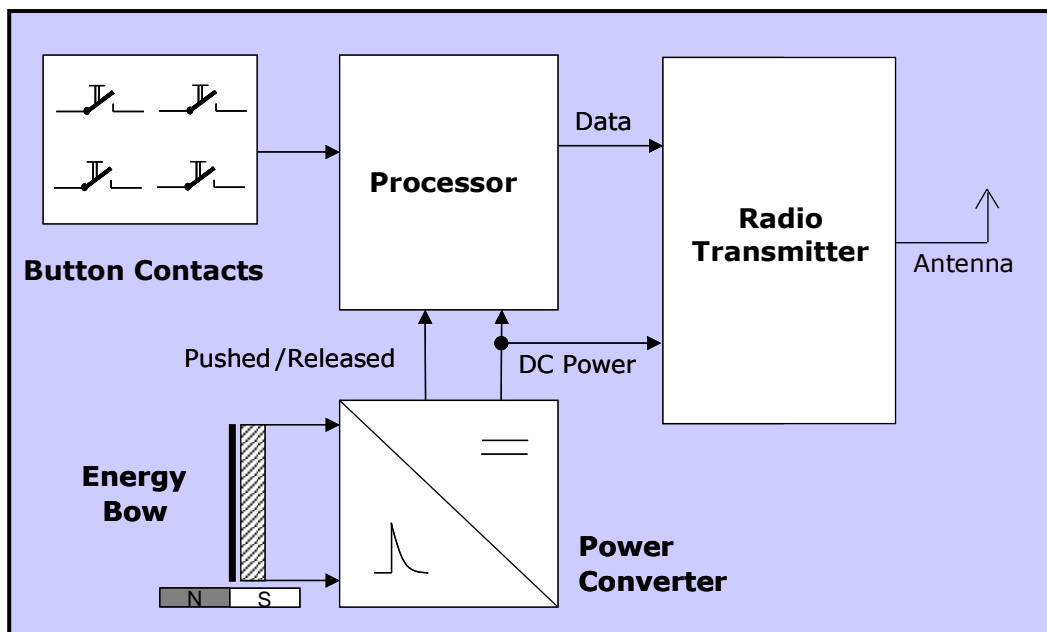 Button Contacts
Processor
Data
Radio
Transmitter
Antenna
Pushed/Released
DC Power
Energy
Bow
N S
Power
Converter